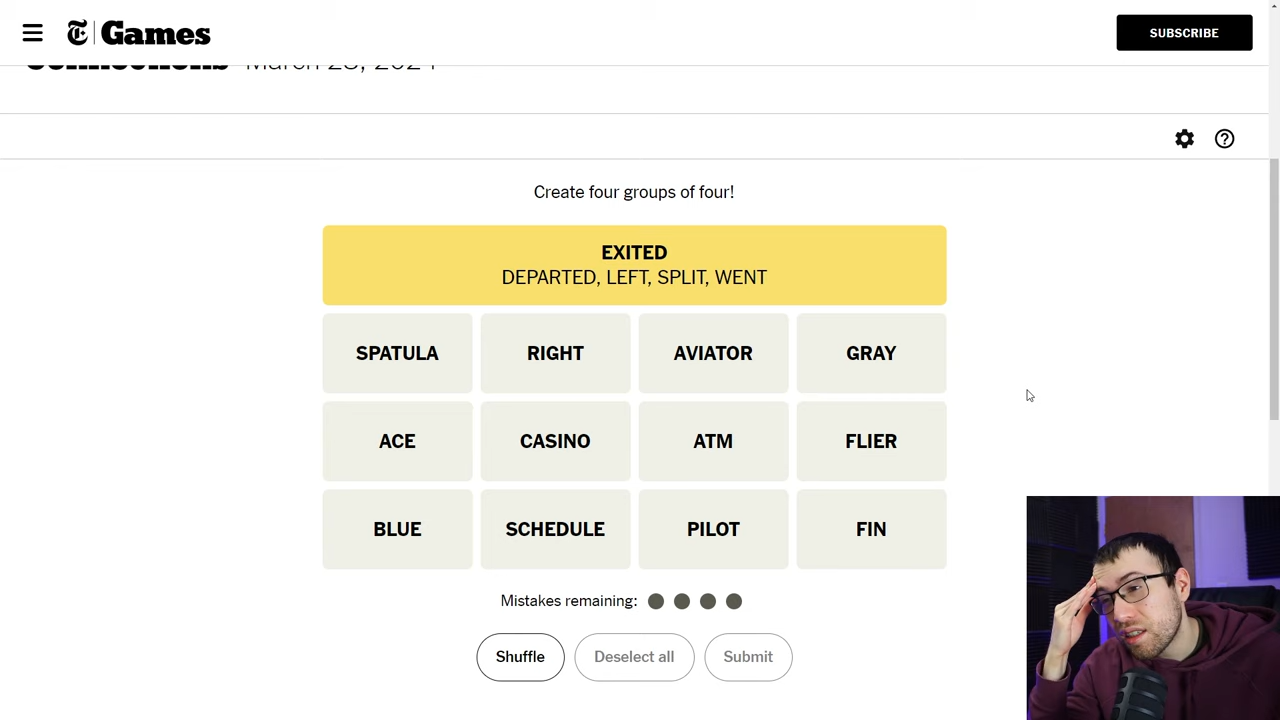 Games
SUBSCRIBE
Create four groups of four!
EXITED
DEPARTED, LEFT, SPLIT, WENT
SPATULA RIGHT AVIATOR GRAY
ACE CASINO ATM FLIER
BLUE SCHEDULE PILOT FIN
Mistakes remaining:
Shuffle Deselect all Submit